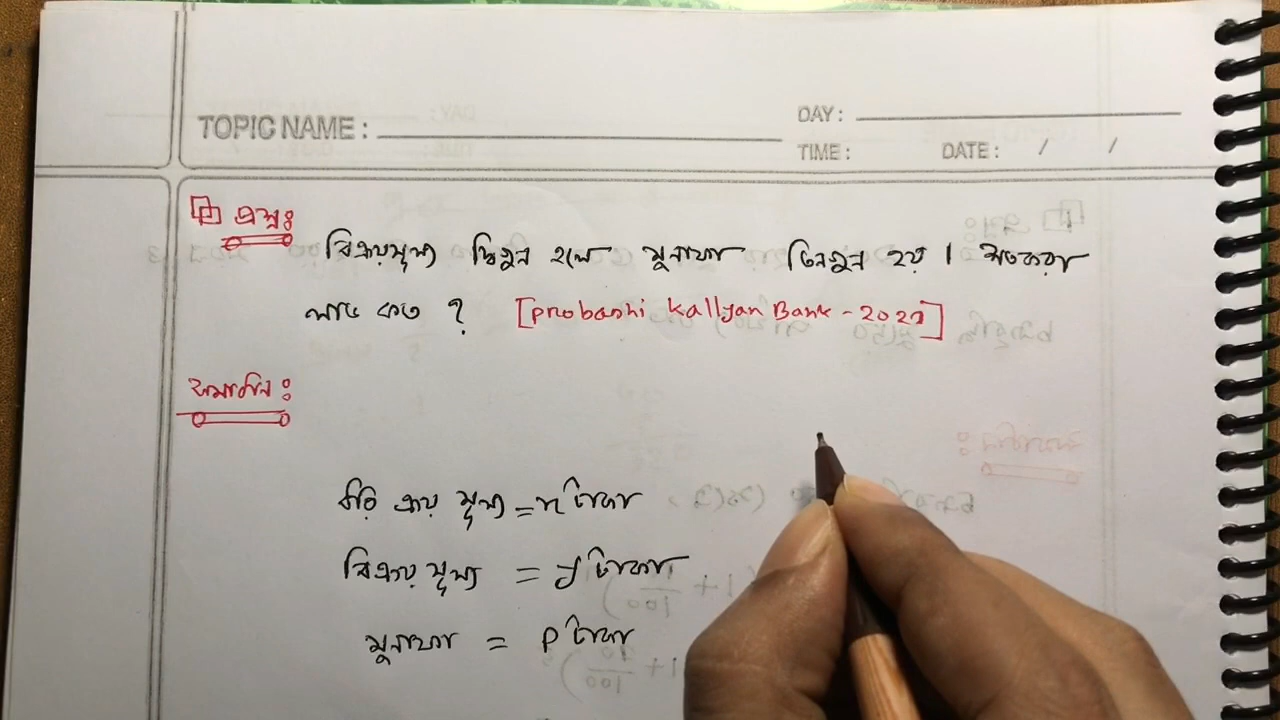 TOPIC NAME :
DAY :
TIME : DATE : / /
প্রশ্নঃ
বিক্রয়মূল্য দ্বিগুন হলে মুনাফা তিনগুন হয় । শতকরা
লাভ কত ? [Probashi Kallyan Bank - 2021]
সমাধান :
ধরি ক্রয় মূল্য = x টাকা
বিক্রয় মূল্য = y টাকা
মুনাফা = P টাকা